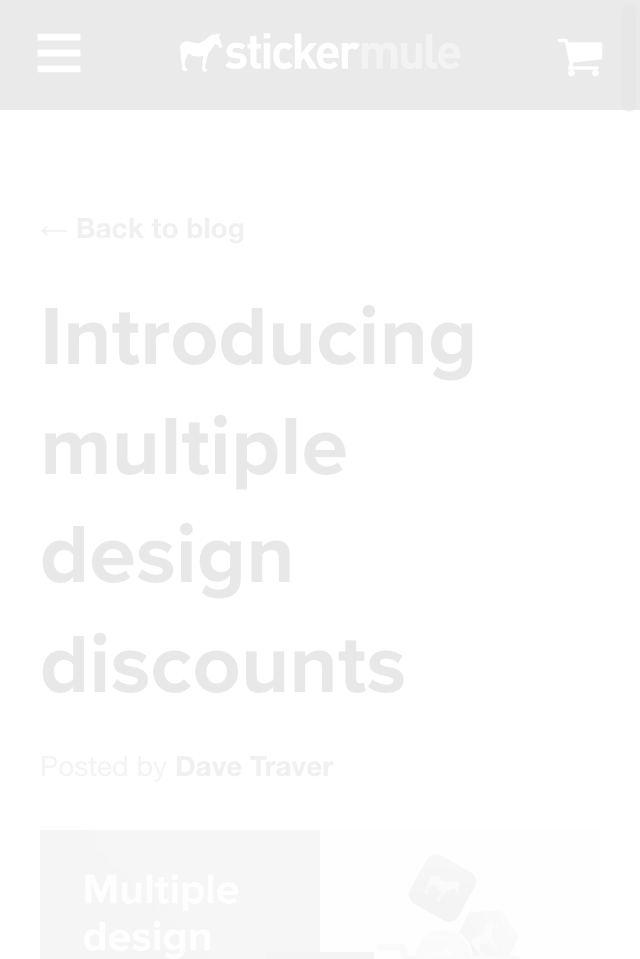 stickermule
← Back to blog
Introducing
multiple
design
discounts
Posted by Dave Traver
Multiple
design